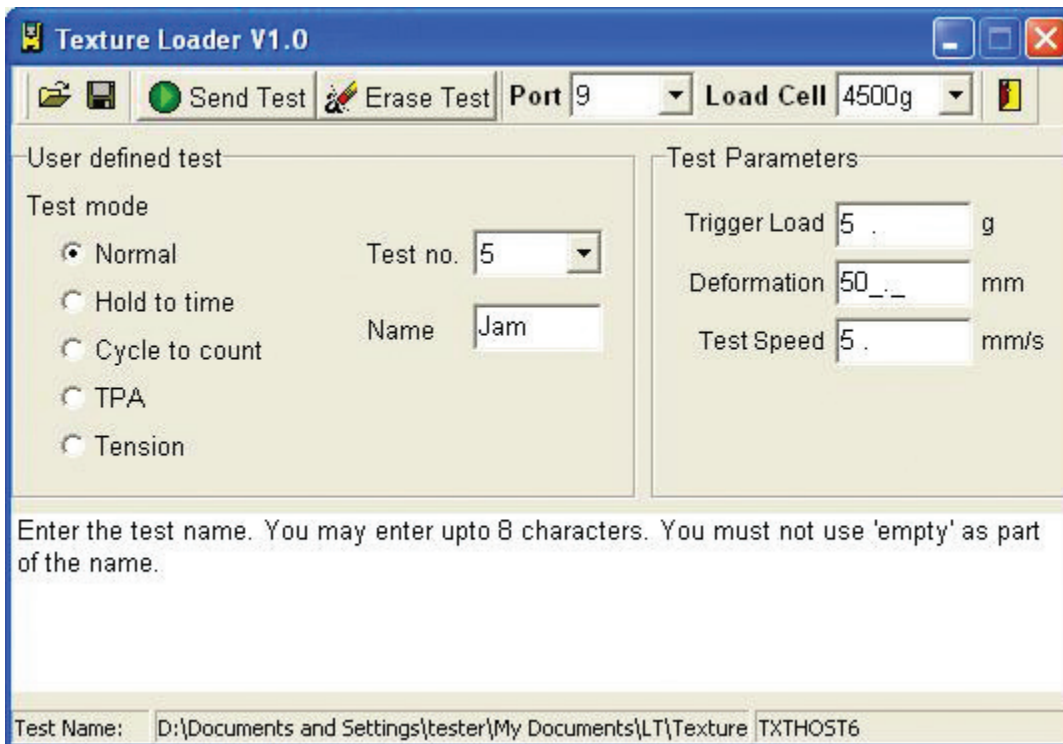 Texture Loader V1.0
Send Test Erase Test Port 9 Load Cell 4500g
User defined test
Test mode
Normal
Hold to time
Cycle to count
TPA
Tension
Test no. 5
Name Jam
Test Parameters
Trigger Load 5 . g
Deformation 50_._ mm
Test Speed 5 . mm/s
Enter the test name. You may enter upto 8 characters. You must not use 'empty' as part
of the name.
Test Name: D:\Documents and Settings\tester\My Documents\LT\Texture TXTHOST6